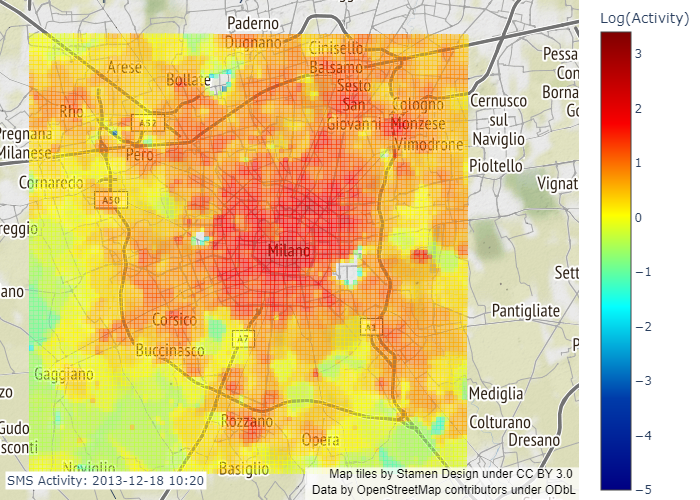 Log(Activity)
Paderno
Dugnano
Cinisello
Balsamo
Pessa
Con
Borna
Go
Arese
Bollate
Sesto
San
Giovanni
Cologno
Monzese
Vimodrone
Cernusco
sul
Naviglio
Rho
A52
Pregnana
Milanese
Pero
Pioltello
Cornaredo
Vignat
A50
reggio
Milano
Sett
ano
Pantigliate
Corsico
A7
A1
Buccinasco
P
Gaggiano
zo
Mediglia
Rozzano
Colturano
Gudo
sconti
Opera
Dresano
Noviglio
Basiglio
SMS Activity: 2013-12-18 10:20
Map tiles by Stamen Design under CC BY 3.0
Data by OpenStreetMap contributors under ODbL
3
2
1
0
−1
−2
−3
−4
−5